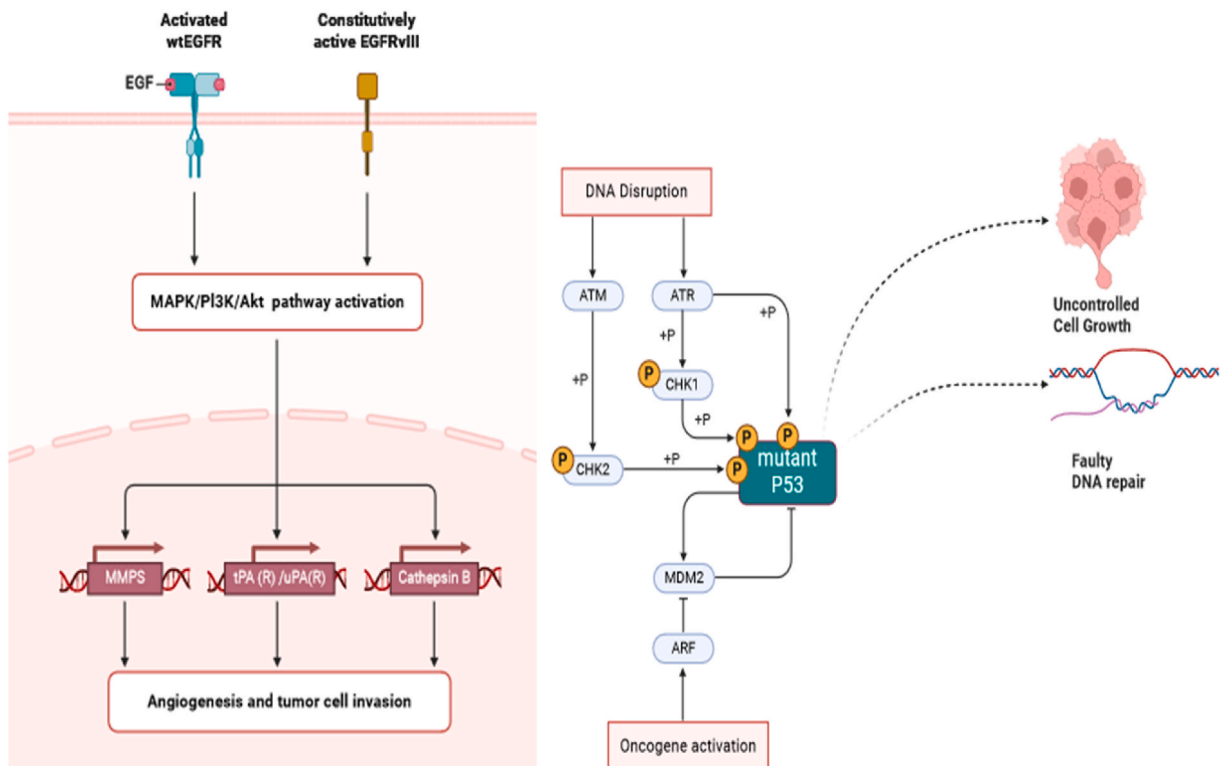 Activated
wtEGFR
Constitutively
active EGFRvIII
EGF
MAPK/PI3K/Akt pathway activation
MMPS
tPA (R) /uPA(R)
Cathepsin B
Angiogenesis and tumor cell invasion
DNA Disruption
ATM
ATR
+P
+P
+P
P
CHK1
+P
P
CHK2
+P
P
P
P
mutant
P53
MDM2
ARF
Oncogene activation
Uncontrolled
Cell Growth
Faulty
DNA repair